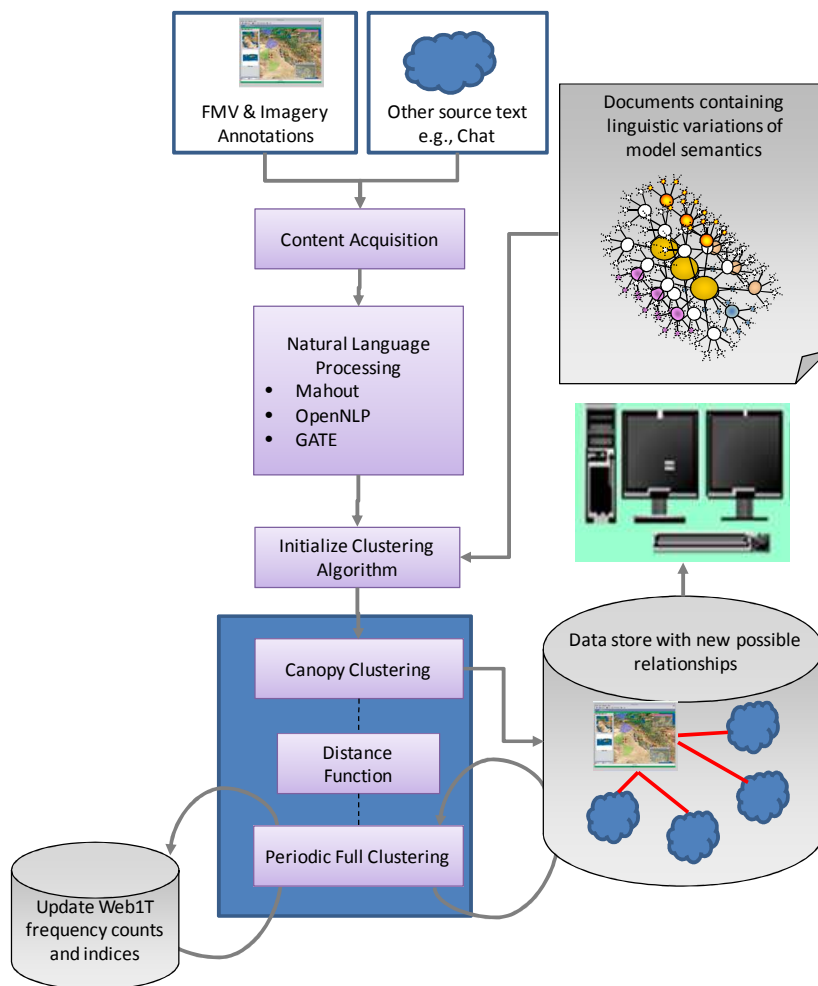 FMV & Imagery
Annotations
Other source text
e.g., Chat
Documents containing
linguistic variations of
model semantics
Content Acquisition
Natural Language
Processing
• Mahout
• OpenNLP
• GATE
Initialize Clustering
Algorithm
Canopy Clustering
Distance
Function
Periodic Full Clustering
Data store with new possible
relationships
Update Web1T
frequency counts
and indices